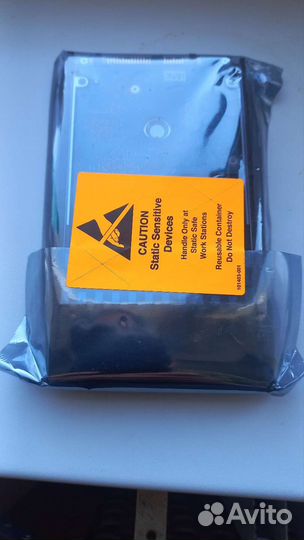 CAUTION
Static Sensitive
Devices
Handle Only at
Static Safe
Work Stations
Reusable Container
Do Not Destroy
Avito